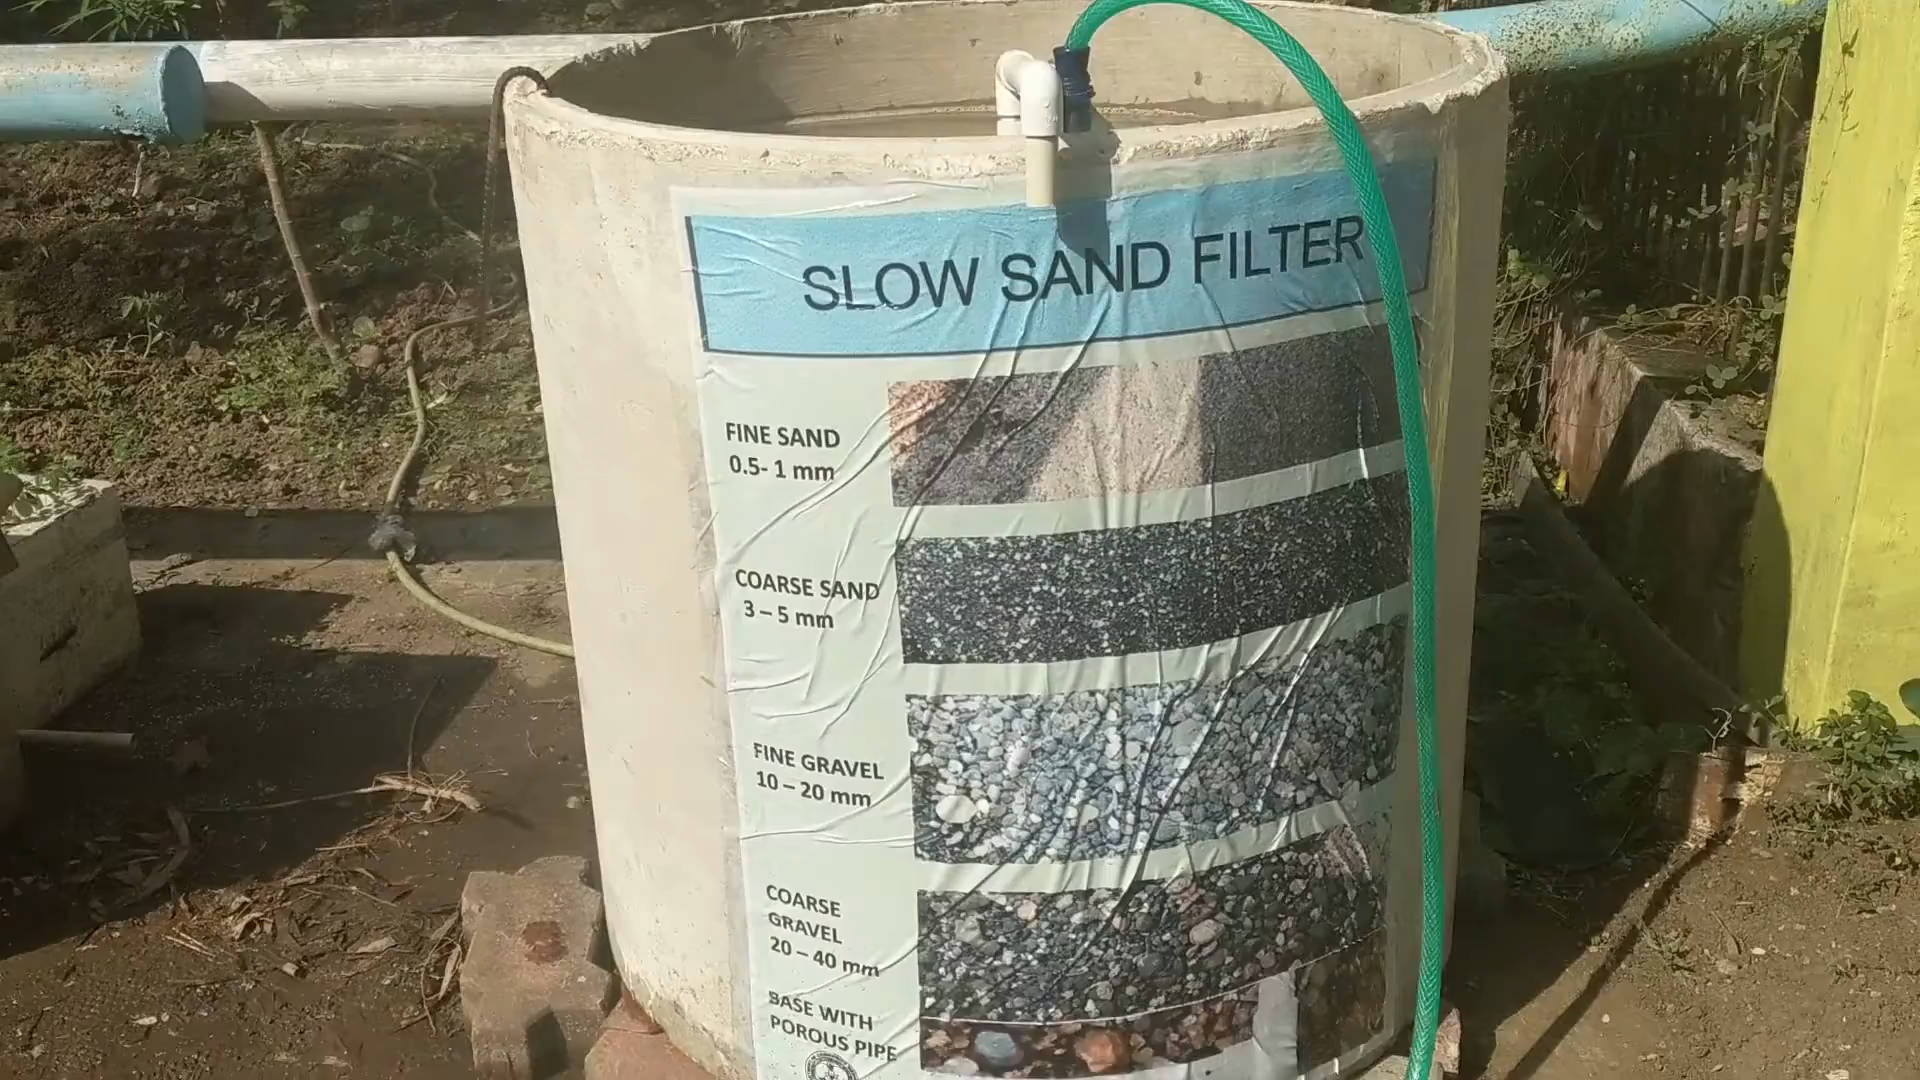 SLOW SAND FILTER
FINE SAND
0.5- 1 mm
COARSE SAND
3 – 5 mm
FINE GRAVEL
10 – 20 mm
COARSE
GRAVEL
20 – 40 mm
BASE WITH
POROUS PIPE